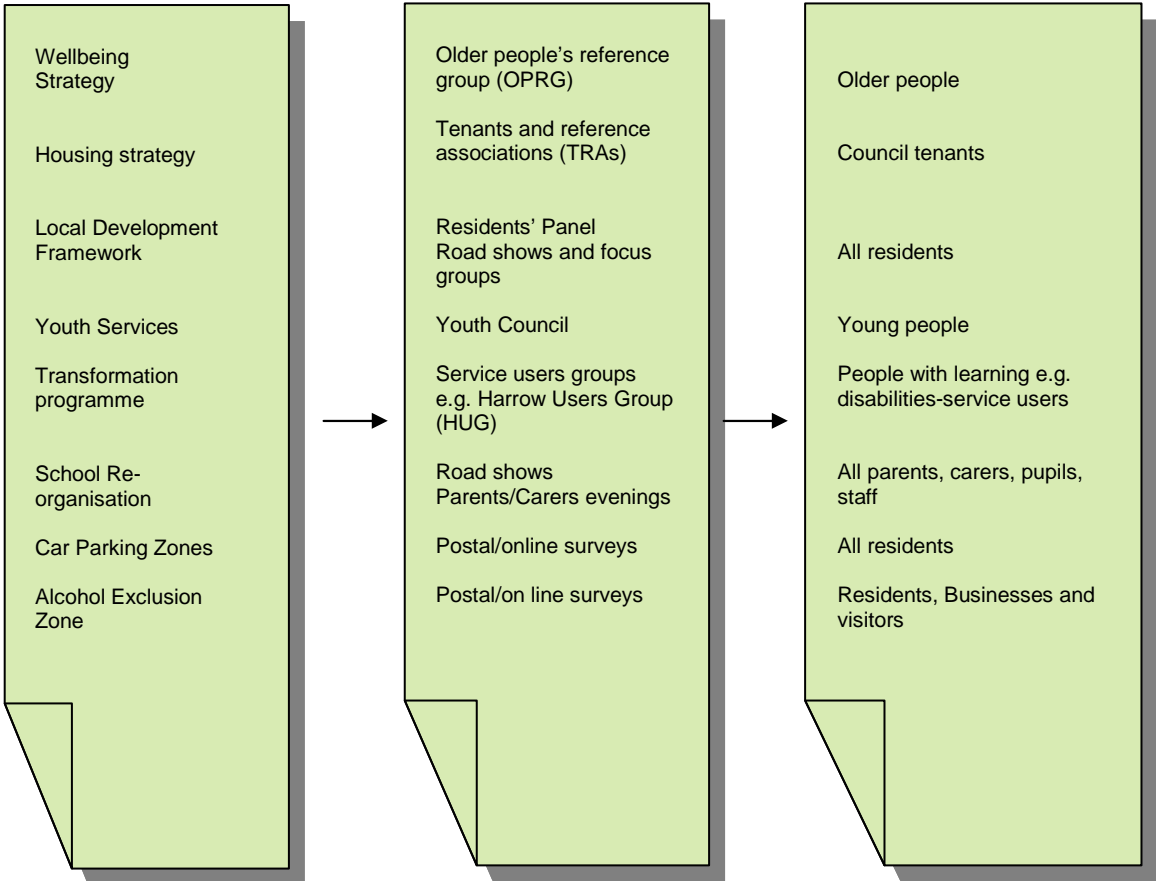 Wellbeing
Strategy
Housing strategy
Local Development
Framework
Youth Services
Transformation
programme
School Re-
organisation
Car Parking Zones
Alcohol Exclusion
Zone
Older people’s reference
group (OPRG)
Tenants and reference
associations (TRAs)
Residents’ Panel
Road shows and focus
groups
Youth Council
Service users groups
e.g. Harrow Users Group
(HUG)
Road shows
Parents/Carers evenings
Postal/online surveys
Postal/on line surveys
Older people
Council tenants
All residents
Young people
People with learning e.g.
disabilities-service users
All parents, carers, pupils,
staff
All residents
Residents, Businesses and
visitors